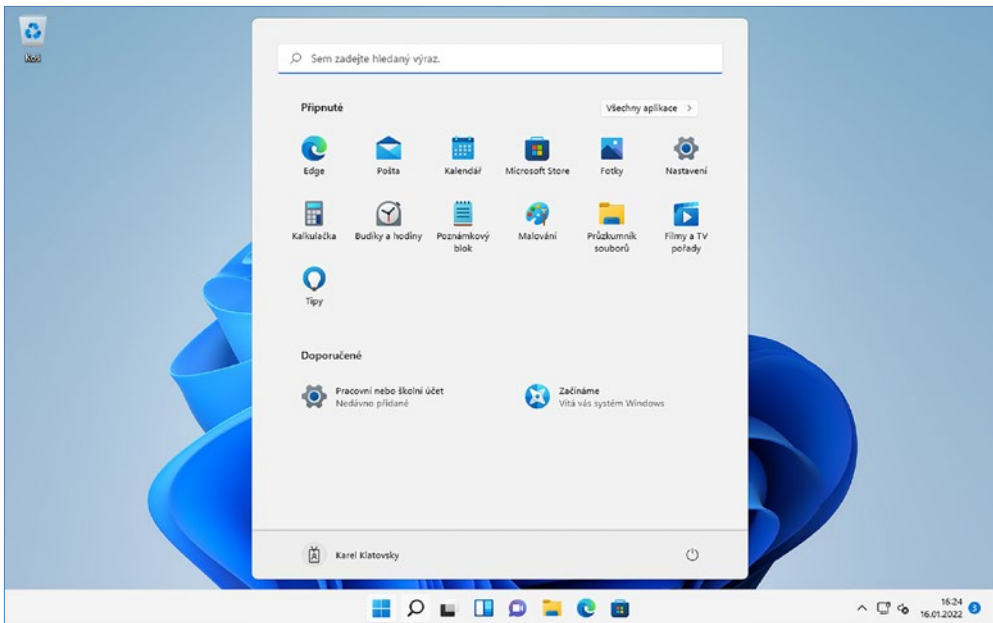 Koš
Sem zadejte hledaný výraz.
Připnuté
Všechny aplikace
Edge
Pošta
Kalendář
Microsoft Store
Fotky
Nastavení
Kalkulačka
Budíky a hodiny
Poznámkový
blok
Malování
Průzkumník
souborů
Filmy a TV
pořady
Tipy
Doporučené
Pracovní nebo školní účet
Nedávno přidané
Začínáme
Vítá vás systém Windows
Karel Klatovsky
16:24
16.01.2022
3